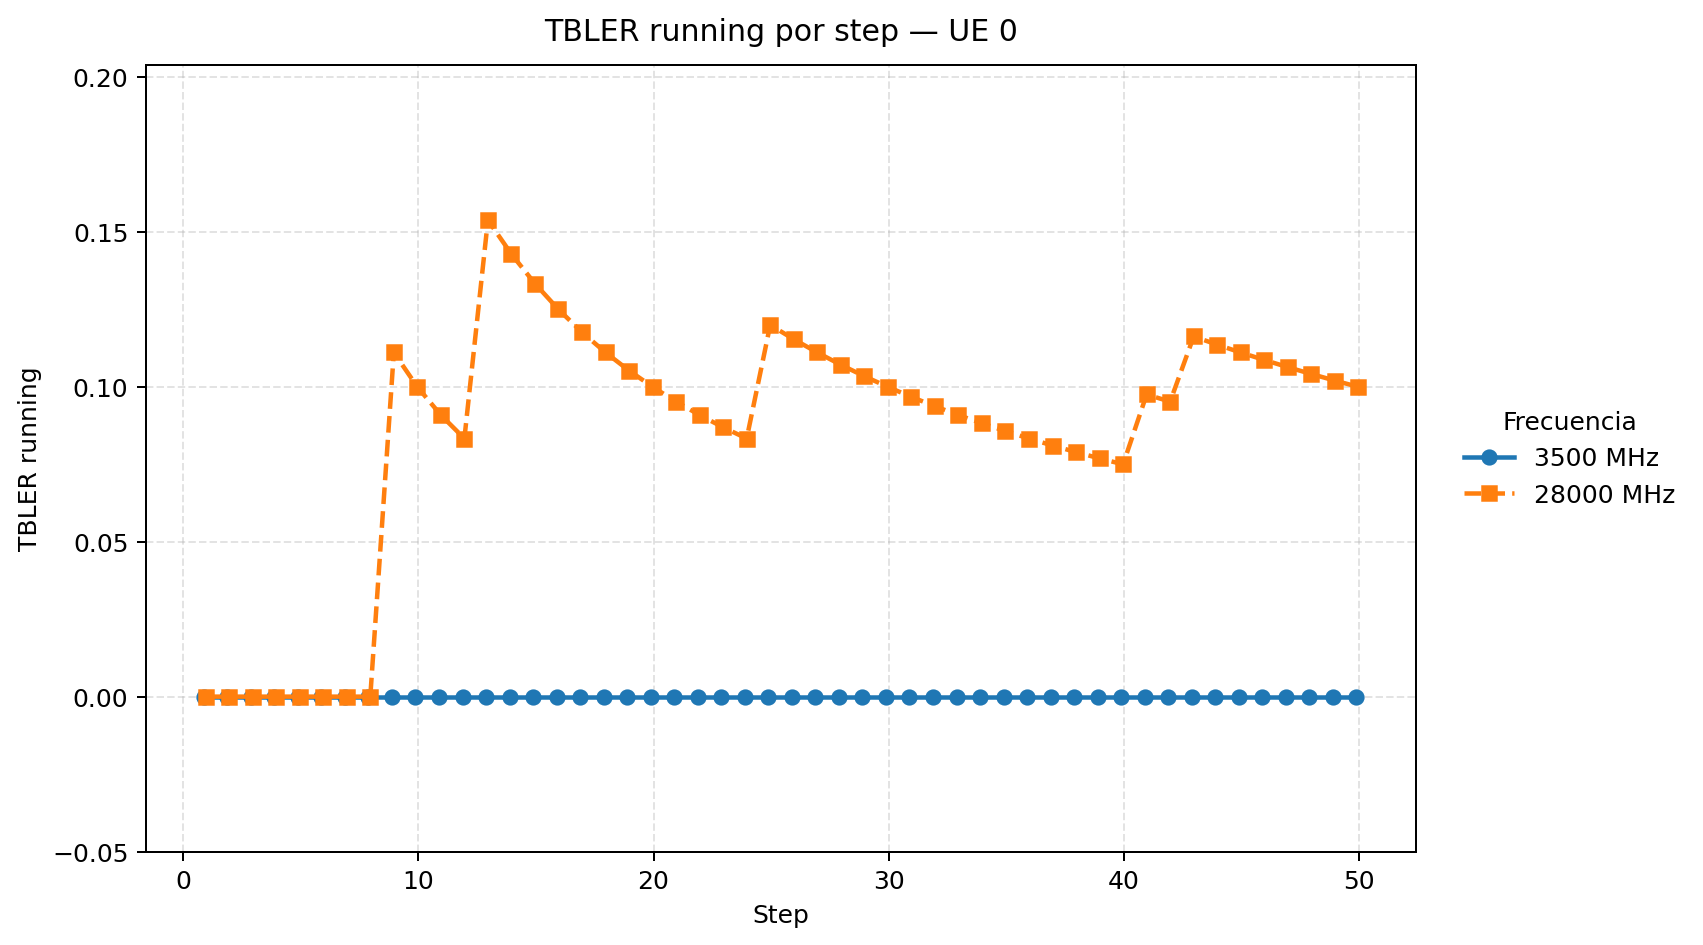 TBLER running por step — UE 0
TBLER running
0.20
0.15
0.10
0.05
0.00
−0.05
0
10
20
30
40
50
Step
Frecuencia
3500 MHz
28000 MHz